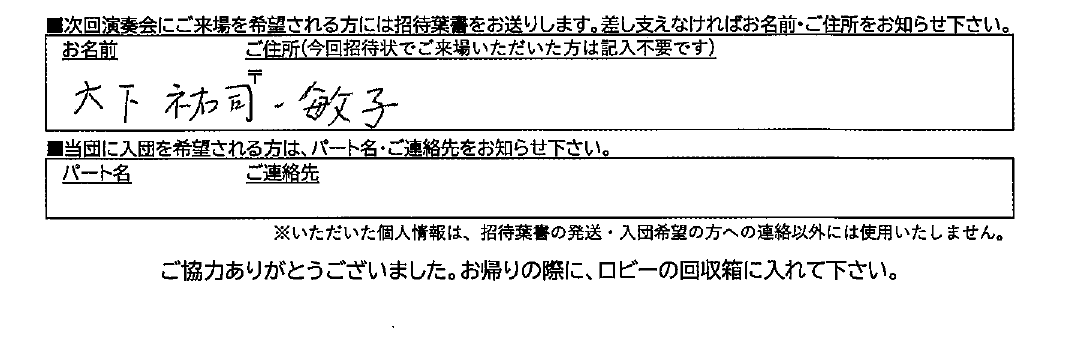 ■次回演奏会にご来場を希望される方には招待葉書をお送りします。差し支えなければお名前・ご住所をお知らせ下さい。
お名前 ご住所(今回招待状でご来場いただいた方は記入不要です)
〒
大下 祐司・敏子
■当団に入団を希望される方は、パート名・ご連絡先をお知らせ下さい。
パート名 ご連絡先
※いただいた個人情報は、招待葉書の発送・入団希望の方への連絡以外には使用いたしません。
ご協力ありがとうございました。お帰りの際に、ロビーの回収箱に入れて下さい。